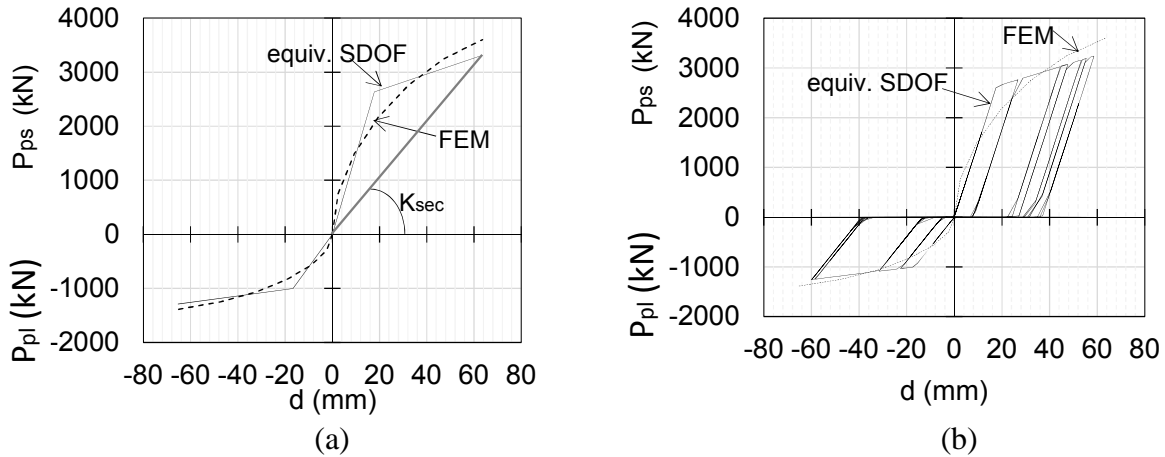 4000
equiv. SDOF
3000
2000
FEM
1000
Ksec
0
-1000
-2000
Pps (kN)
Ppl (kN)
-80 -60 -40 -20 0 20 40 60 80
d (mm)
(a)
4000
FEM
3000
equiv. SDOF
2000
1000
0
-1000
-2000
Pps (kN)
Ppl (kN)
-80 -60 -40 -20 0 20 40 60 80
d (mm)
(b)